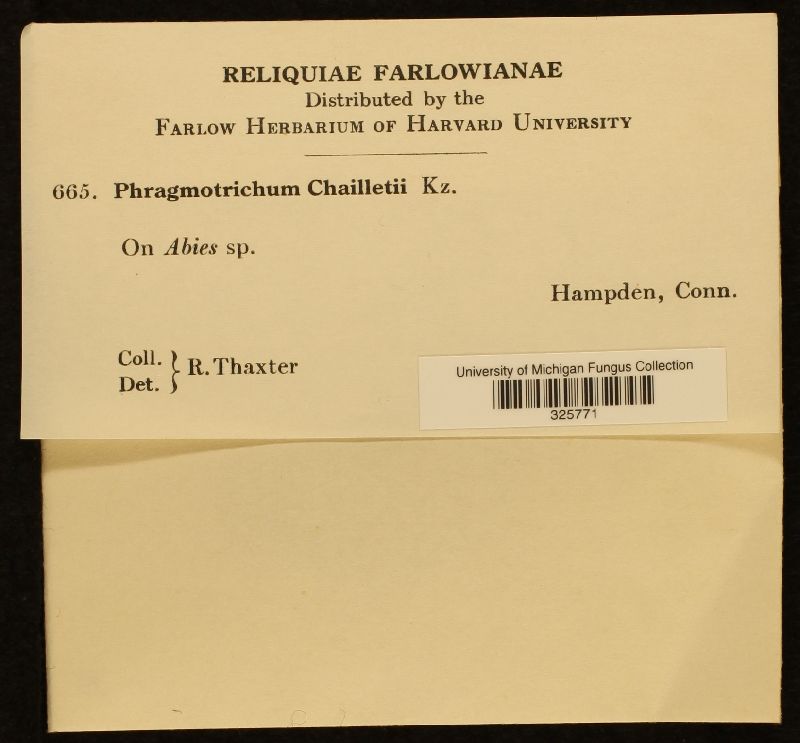 RELIQUIAE FARLOWIANAE
Distributed by the
FARLOW HERBARIUM OF HARVARD UNIVERSITY
665. Phragmotrichum Chailletii Kz.
On Abies sp.
Hampden, Conn.
Coll.
Det. } R. Thaxter
University of Michigan Fungus Collection
325771